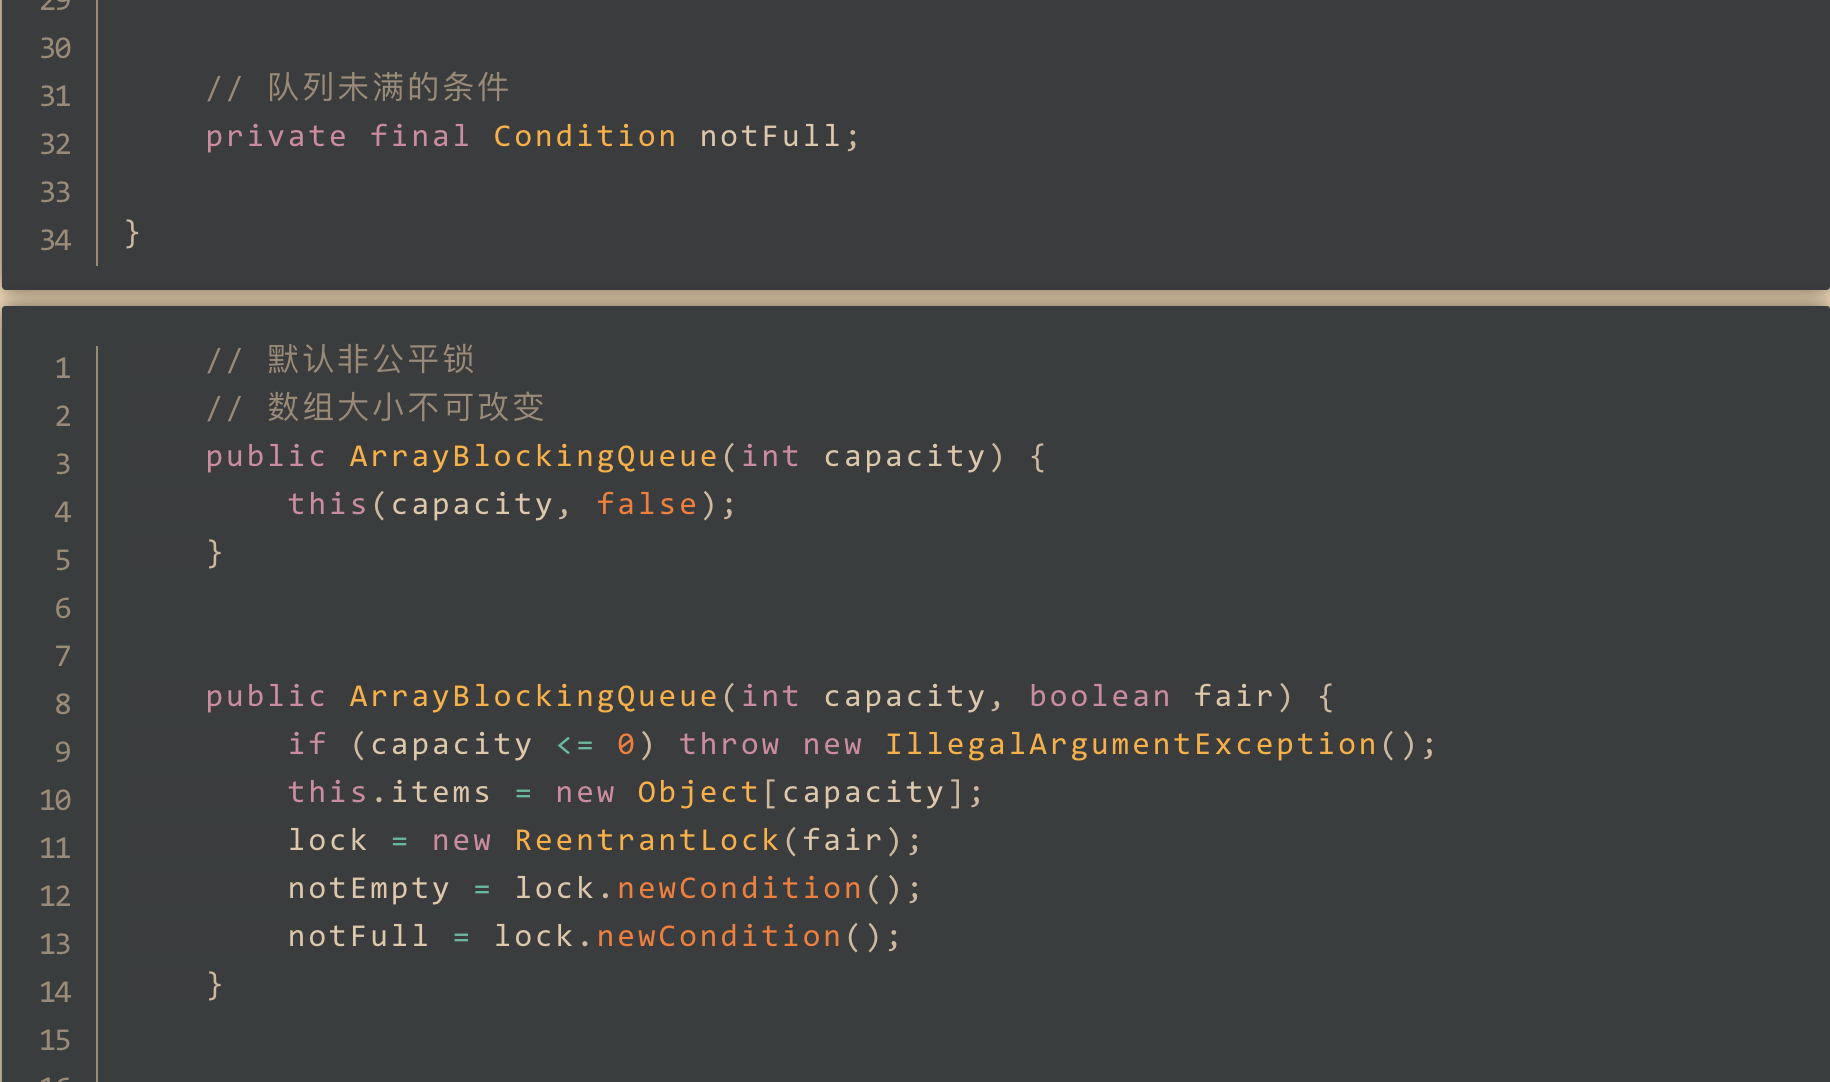 29
30
31 // 队列未满的条件
32 private final Condition notFull;
33
34 }
1 // 默认非公平锁
2 // 数组大小不可改变
3 public ArrayBlockingQueue(int capacity) {
4 this(capacity, false);
5 }
6
7
8 public ArrayBlockingQueue(int capacity, boolean fair) {
9 if (capacity <= 0) throw new IllegalArgumentException();
10 this.items = new Object[capacity];
11 lock = new ReentrantLock(fair);
12 notEmpty = lock.newCondition();
13 notFull = lock.newCondition();
14 }
15
16